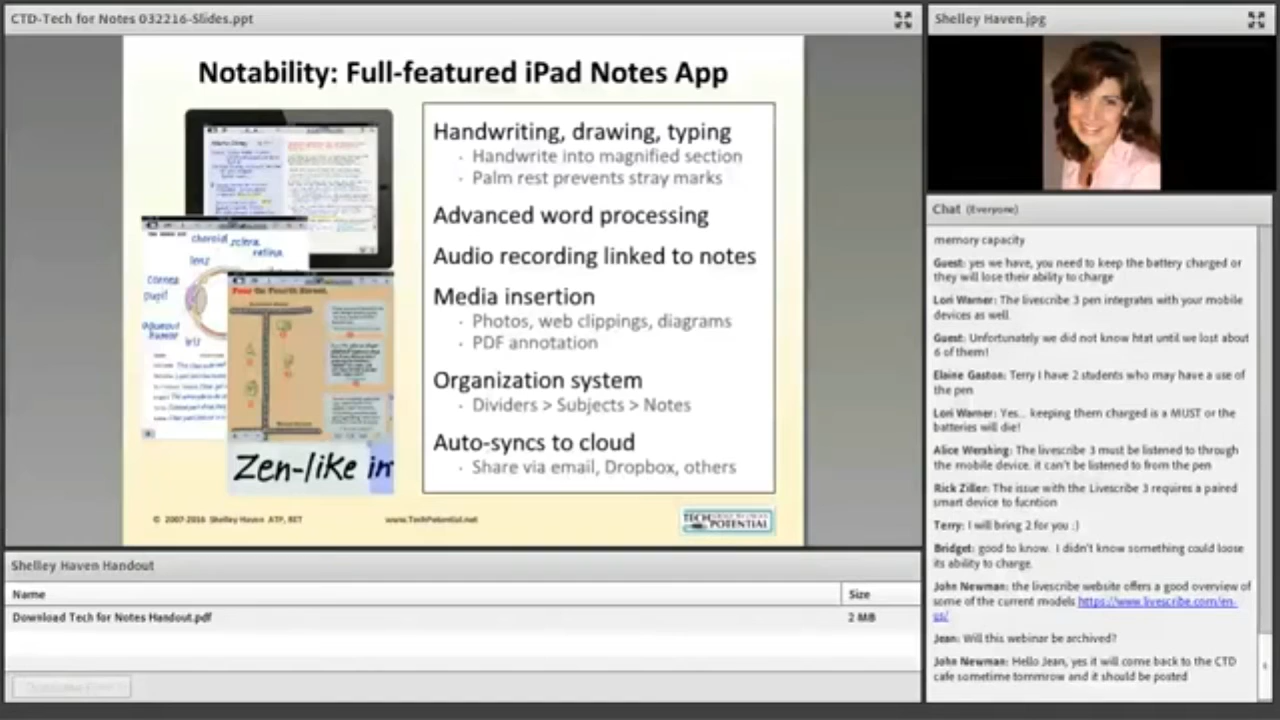 CTD-Tech for Notes 032216-Slides.ppt
Notability: Full-featured iPad Notes App
choroid
sclera
retina
lens
Cornea
Pupil
Aqueous
humor
iris
Four On Fourth Street.
Zen-like in
Handwriting, drawing, typing
· Handwrite into magnified section
· Palm rest prevents stray marks
Advanced word processing
Audio recording linked to notes
Media insertion
· Photos, web clippings, diagrams
· PDF annotation
Organization system
· Dividers > Subjects > Notes
Auto-syncs to cloud
· Share via email, Dropbox, others
© 2007-2016 Shelley Haven ATP, RET
www.TechPotential.net
TECH
POTENTIAL
Shelley Haven Handout
Name Size
Download Tech for Notes Handout.pdf 2 MB
Shelley Haven.jpg
Chat (Everyone)
memory capacity
Guest: yes we have, you need to keep the battery charged or
they will lose their ability to charge
Lori Warner: The livescribe 3 pen integrates with your mobile
devices as well.
Guest: Unfortunately we did not know htat until we lost about
6 of them!
Elaine Gaston: Terry I have 2 students who may have a use of
the pen
Lori Warner: Yes... keeping them charged is a MUST or the
batteries will die!
Alice Wershing: The livescribe 3 must be listened to through
the mobile device. it can't be listened to from the pen
Rick Ziller: The issue with the Livescribe 3 requires a paired
smart device to fucntion
Terry: I will bring 2 for you :)
Bridget: good to know. I didn't know something could loose
its ability to charge.
John Newman: the livescribe website offers a good overview of
some of the current models https://www.livescribe.com/en-
us/
Jean: Will this webinar be archived?
John Newman: Hello Jean, yes it will come back to the CTD
cafe sometime tommrow and it should be posted